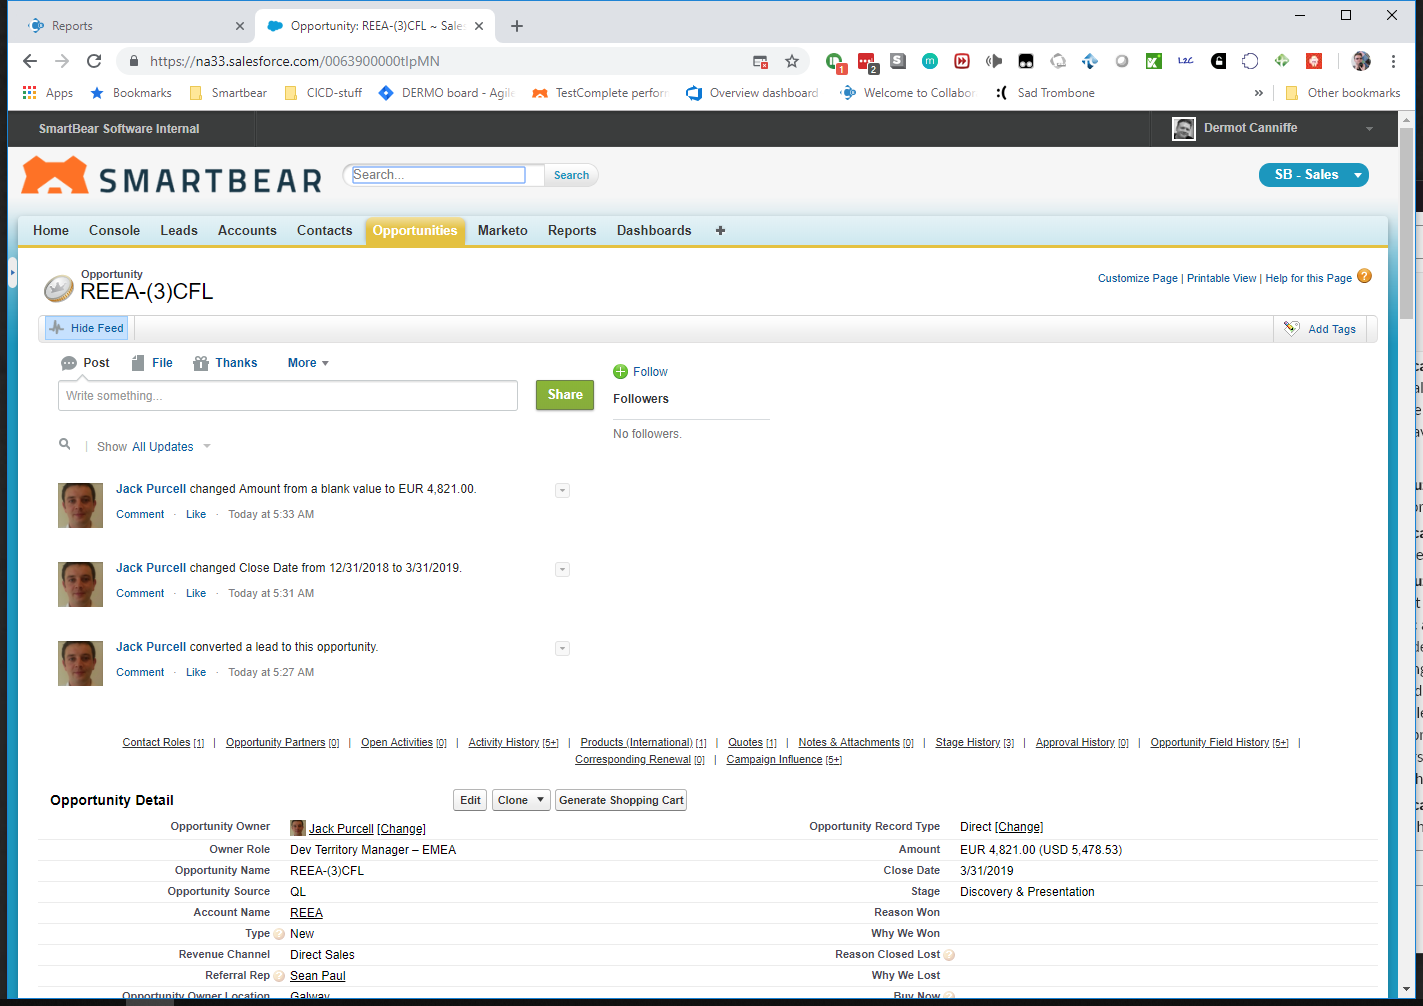 Reports
Opportunity: REEA-(3)CFL ~ Sales
https://na33.salesforce.com/0063900000tIpMN
1
2
L2C
Apps
Bookmarks
Smartbear
CICD-stuff
DERMO board - Agile
TestComplete perfor
Overview dashboard
Welcome to Collabor
Sad Trombone
»
Other bookmarks
SmartBear Software Internal
Dermot Canniffe
SMARTBEAR
Search...
Search
SB - Sales
Home Console Leads Accounts Contacts Opportunities Marketo Reports Dashboards +
Opportunity
REEA-(3)CFL
Customize Page | Printable View | Help for this Page ?
Hide Feed
Add Tags
Post File Thanks More
Write something...
Share
Follow
Followers
No followers.
Show All Updates
Jack Purcell changed Amount from a blank value to EUR 4,821.00.
Comment · Like · Today at 5:33 AM
Jack Purcell changed Close Date from 12/31/2018 to 3/31/2019.
Comment · Like · Today at 5:31 AM
Jack Purcell converted a lead to this opportunity.
Comment · Like · Today at 5:27 AM
Contact Roles [1] | Opportunity Partners [0] | Open Activities [0] | Activity History [5+] | Products (International) [1] | Quotes [1] | Notes & Attachments [0] | Stage History [3] | Approval History [0] | Opportunity Field History [5+] |
Corresponding Renewal [0] | Campaign Influence [5+]
Opportunity Detail
Edit Clone Generate Shopping Cart
Opportunity Owner Jack Purcell [Change]
Opportunity Record Type Direct [Change]
Owner Role Dev Territory Manager – EMEA
Amount EUR 4,821.00 (USD 5,478.53)
Opportunity Name REEA-(3)CFL
Close Date 3/31/2019
Opportunity Source QL
Stage Discovery & Presentation
Account Name REEA
Reason Won
Type New
Why We Won
Revenue Channel Direct Sales
Reason Closed Lost
Referral Rep Sean Paul
Why We Lost
Opportunity Owner Location Galway
Buy Now